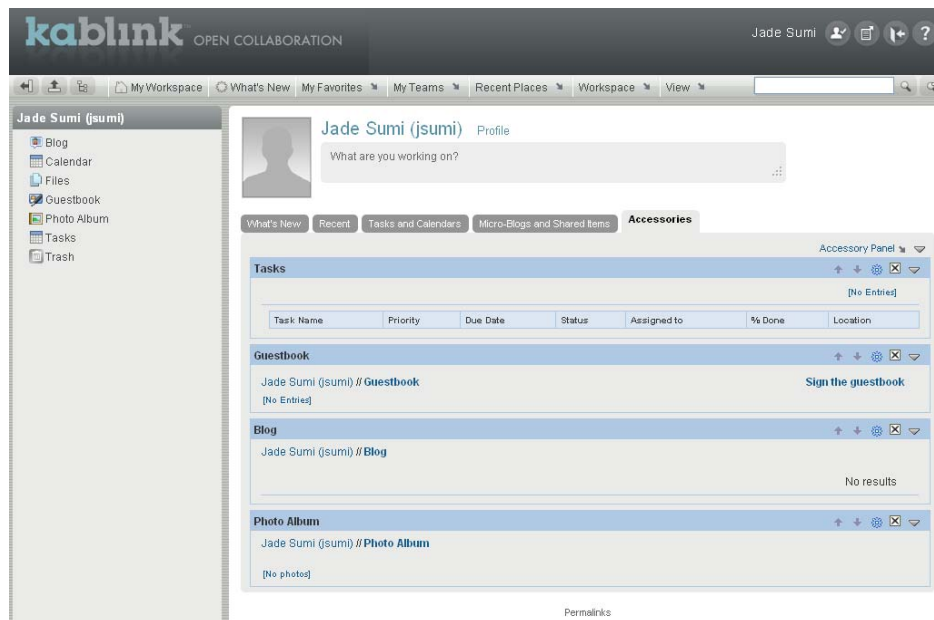 kablink OPEN COLLABORATION
Jade Sumi
?
My Workspace What's New My Favorites My Teams Recent Places Workspace View
Jade Sumi (jsumi)
Blog
Calendar
Files
Guestbook
Photo Album
Tasks
Trash
Jade Sumi (jsumi) Profile
What are you working on?
What's New Recent Tasks and Calendars Micro-Blogs and Shared Items Accessories
Accessory Panel
Tasks
[No Entries]
Task Name Priority Due Date Status Assigned to % Done Location
Guestbook
Jade Sumi (jsumi) // Guestbook Sign the guestbook
[No Entries]
Blog
Jade Sumi (jsumi) // Blog
No results
Photo Album
Jade Sumi (jsumi) // Photo Album
[No photos]
Permalinks